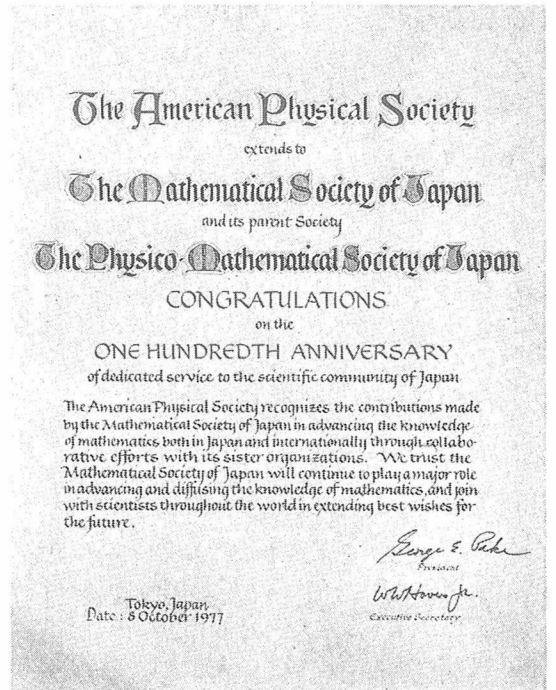 The American Physical Society
extends to
The Mathematical Society of Japan
and its parent Society
The Physico-Mathematical Society of Japan
CONGRATULATIONS
on the
ONE HUNDREDTH ANNIVERSARY
of dedicated service to the scientific community of Japan
The American Physical Society recognizes the contributions made
by the Mathematical Society of Japan in advancing the knowledge
of mathematics both in Japan and internationally through collabo-
rative efforts with its sister organizations. We trust the
Mathematical Society of Japan will continue to play a major role
in advancing and diffusing the knowledge of mathematics, and join
with scientists throughout the world in extending best wishes for
the future.
George E. Pake
President
WW Havens Jr.
Executive Secretary
Tokyo, Japan
Date : 8 October 1977